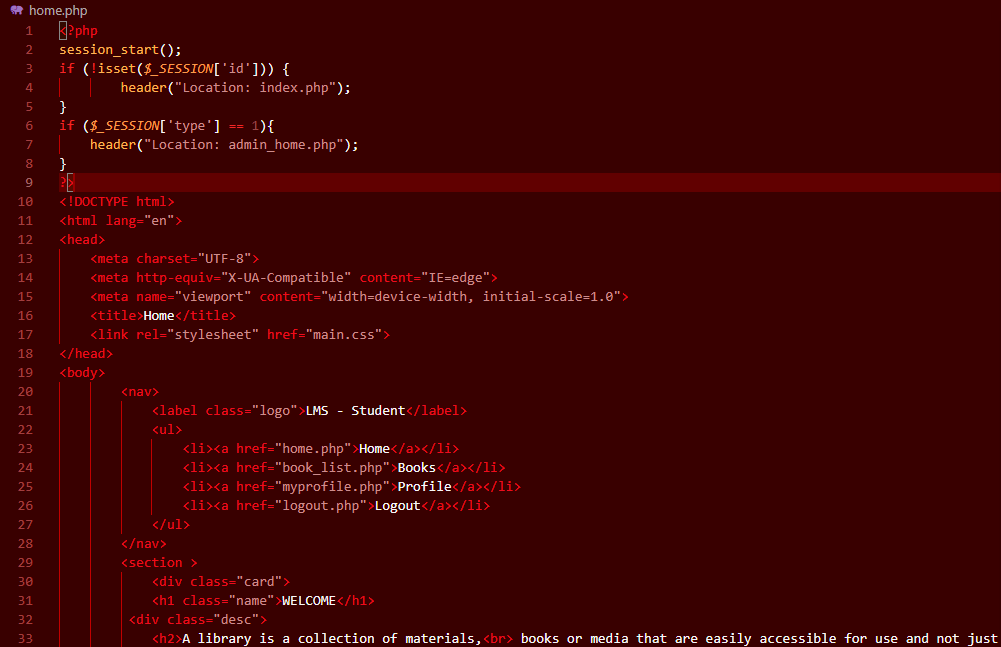 home.php
1 <?php
2 session_start();
3 if (!isset($_SESSION['id'])) {
4 header("Location: index.php");
5 }
6 if ($_SESSION['type'] == 1){
7 header("Location: admin_home.php");
8 }
9 ?>
10 <!DOCTYPE html>
11 <html lang="en">
12 <head>
13 <meta charset="UTF-8">
14 <meta http-equiv="X-UA-Compatible" content="IE=edge">
15 <meta name="viewport" content="width=device-width, initial-scale=1.0">
16 <title>Home</title>
17 <link rel="stylesheet" href="main.css">
18 </head>
19 <body>
20 <nav>
21 <label class="logo">LMS - Student</label>
22 <ul>
23 <li><a href="home.php">Home</a></li>
24 <li><a href="book_list.php">Books</a></li>
25 <li><a href="myprofile.php">Profile</a></li>
26 <li><a href="logout.php">Logout</a></li>
27 </ul>
28 </nav>
29 <section >
30 <div class="card">
31 <h1 class="name">WELCOME</h1>
32 <div class="desc">
33 <h2>A library is a collection of materials,<br> books or media that are easily accessible for use and not just